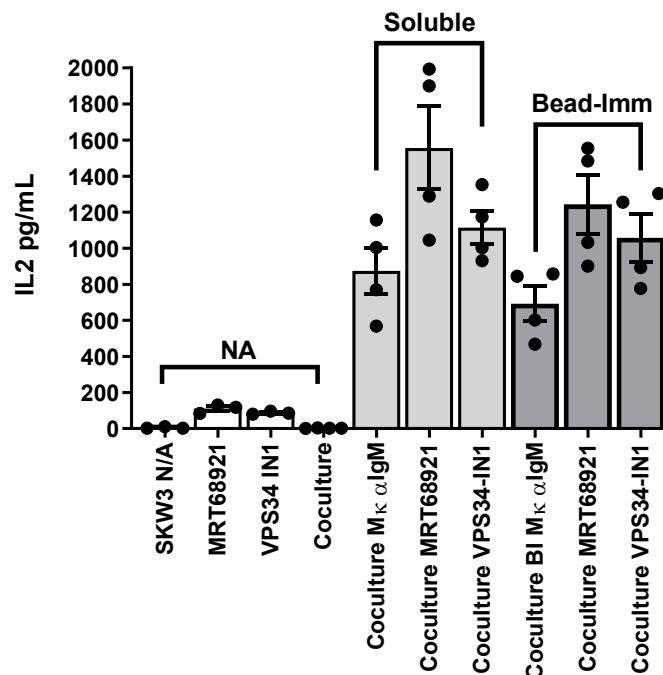 Soluble
Bead-Imm
NA
IL2 pg/mL
2000
1800
1600
1400
1200
1000
800
600
400
200
0
SKW3 N/A
MRT68921
VPS34 IN1
Coculture
Coculture Mκ αIgM
Coculture MRT68921
Coculture VPS34-IN1
Coculture BI Mκ αIgM
Coculture MRT68921
Coculture VPS34-IN1